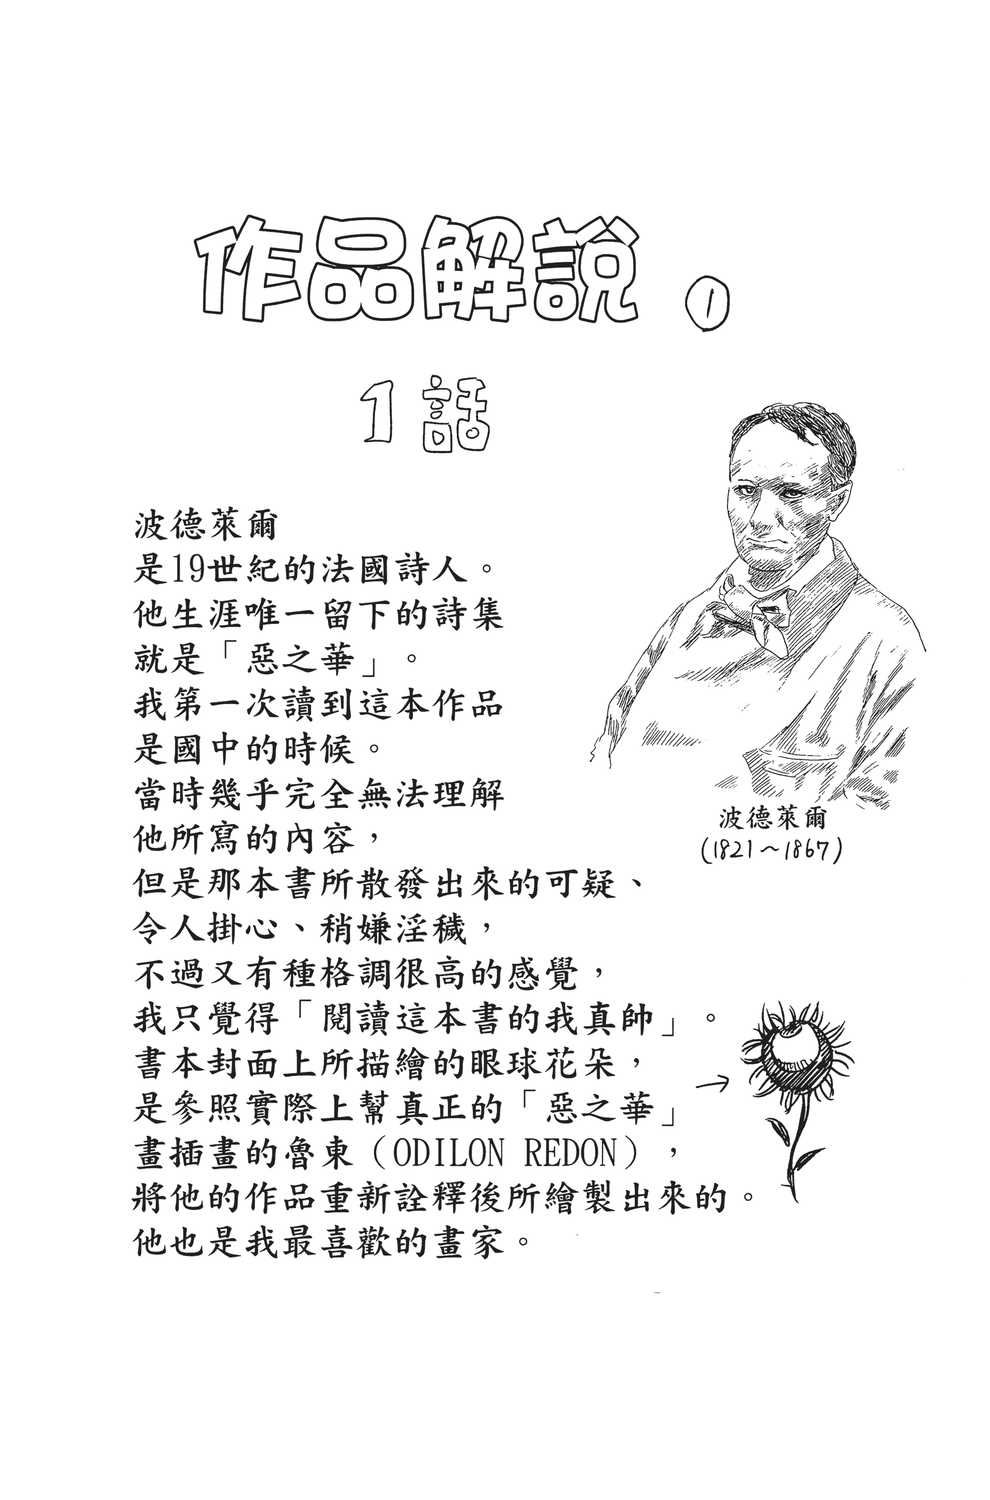 作品解說 ①
1話
波德萊爾
是19世紀的法國詩人。
他生涯唯一留下的詩集
就是「惡之華」。
我第一次讀到這本作品
是國中的時候。
當時幾乎完全無法理解
他所寫的內容，
但是那本書所散發出來的可疑、
令人掛心、稍嫌淫穢，
不過又有種格調很高的感覺，
我只覺得「閱讀這本書的我真帥」。
書本封面上所描繪的眼球花朵，
是參照實際上幫真正的「惡之華」
畫插畫的魯東（ODILON REDON），
將他的作品重新詮釋後所繪製出來的。
他也是我最喜歡的畫家。
波德萊爾
(1821～1867)